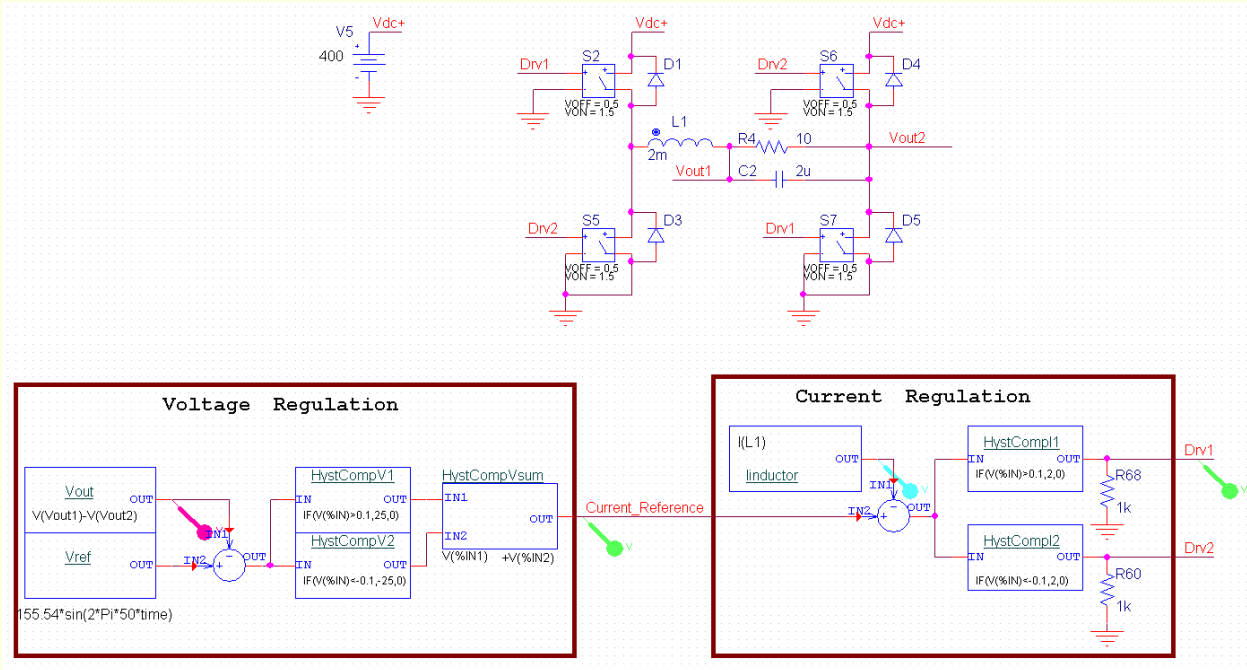 Vdc+
V5
400
+
-
Vdc+
S2
Drv1
D1
VOFF = 0.5
VON = 1.5
Vdc+
S6
Drv2
D4
VOFF = 0.5
VON = 1.5
L1
2m
R4
10
Vout2
Vout1
C2
2u
S5
Drv2
D3
VOFF = 0.5
VON = 1.5
S7
Drv1
D5
VOFF = 0.5
VON = 1.5
Voltage Regulation
Vout
OUT
V(Vout1)-V(Vout2)
Vref
OUT
155.54*sin(2*Pi*50*time)
IN1
IN2
OUT
HystCompV1
IN
OUT
IF(V(%IN)>0.1,25,0)
HystCompV2
IN
OUT
IF(V(%IN)<-0.1,-25,0)
HystCompVsum
IN1
OUT
IN2
V(%IN1) +V(%IN2)
Current_Reference
V
Current Regulation
I(L1)
OUT
Iinductor
V
IN1
IN2
OUT
HystCompI1
IN
OUT
IF(V(%IN)>0.1,2,0)
R68
1k
Drv1
V
HystCompI2
IN
OUT
IF(V(%IN)<-0.1,2,0)
R60
1k
Drv2